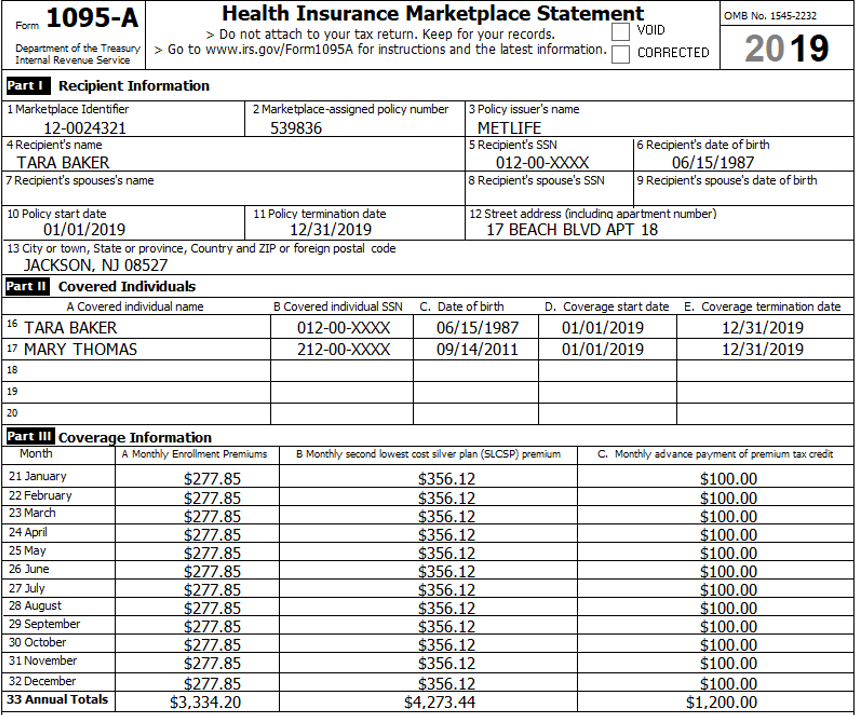 Form 1095-A
Health Insurance Marketplace Statement
OMB No. 1545-2232
> Do not attach to your tax return. Keep for your records.
VOID
Department of the Treasury
Internal Revenue Service
> Go to www.irs.gov/Form1095A for instructions and the latest information.
CORRECTED
2019
Part I Recipient Information
1 Marketplace Identifier
12-0024321
2 Marketplace-assigned policy number
539836
3 Policy issuer's name
METLIFE
4 Recipient's name
TARA BAKER
5 Recipient's SSN
012-00-XXXX
6 Recipient's date of birth
06/15/1987
7 Recipient's spouses's name
8 Recipient's spouse's SSN
9 Recipient's spouse's date of birth
10 Policy start date
01/01/2019
11 Policy termination date
12/31/2019
12 Street address (including apartment number)
17 BEACH BLVD APT 18
13 City or town, State or province, Country and ZIP or foreign postal code
JACKSON, NJ 08527
Part II Covered Individuals
A Covered individual name B Covered individual SSN C. Date of birth D. Coverage start date E. Coverage termination date
16 TARA BAKER 012-00-XXXX 06/15/1987 01/01/2019 12/31/2019
17 MARY THOMAS 212-00-XXXX 09/14/2011 01/01/2019 12/31/2019
18
19
20
Part III Coverage Information
Month A Monthly Enrollment Premiums B Monthly second lowest cost silver plan (SLCSP) premium C. Monthly advance payment of premium tax credit
21 January $277.85 $356.12 $100.00
22 February $277.85 $356.12 $100.00
23 March $277.85 $356.12 $100.00
24 April $277.85 $356.12 $100.00
25 May $277.85 $356.12 $100.00
26 June $277.85 $356.12 $100.00
27 July $277.85 $356.12 $100.00
28 August $277.85 $356.12 $100.00
29 September $277.85 $356.12 $100.00
30 October $277.85 $356.12 $100.00
31 November $277.85 $356.12 $100.00
32 December $277.85 $356.12 $100.00
33 Annual Totals $3,334.20 $4,273.44 $1,200.00